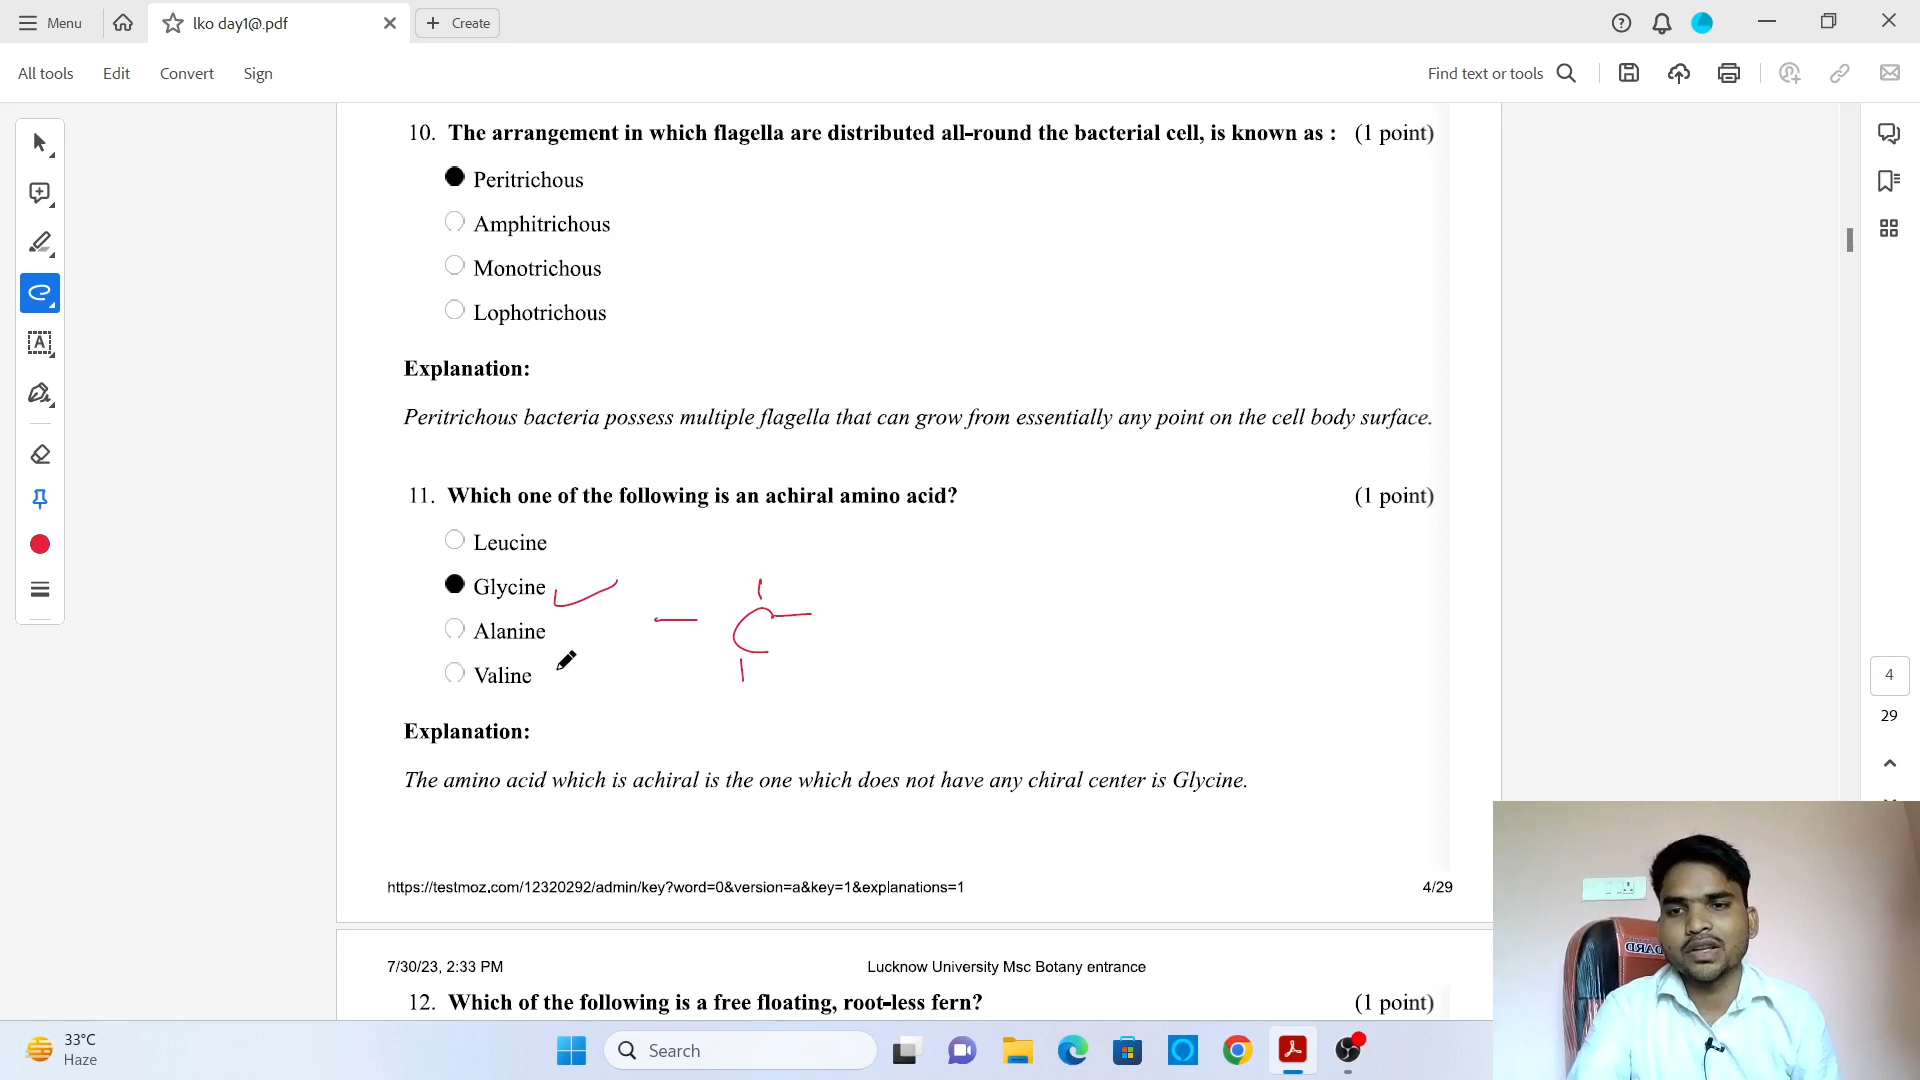 Menu
lko day1@.pdf
Create
All tools
Edit
Convert
Sign
Find text or tools
10. The arrangement in which flagella are distributed all-round the bacterial cell, is known as : (1 point)
Peritrichous
Amphitrichous
Monotrichous
Lophotrichous
Explanation:
Peritrichous bacteria possess multiple flagella that can grow from essentially any point on the cell body surface.
11. Which one of the following is an achiral amino acid? (1 point)
Leucine
Glycine
Alanine
Valine
C
Explanation:
The amino acid which is achiral is the one which does not have any chiral center is Glycine.
4
29
https://testmoz.com/12320292/admin/key?word=0&version=a&key=1&explanations=1
4/29
7/30/23, 2:33 PM
Lucknow University Msc Botany entrance
12. Which of the following is a free floating, root-less fern? (1 point)
33°C
Haze
Search